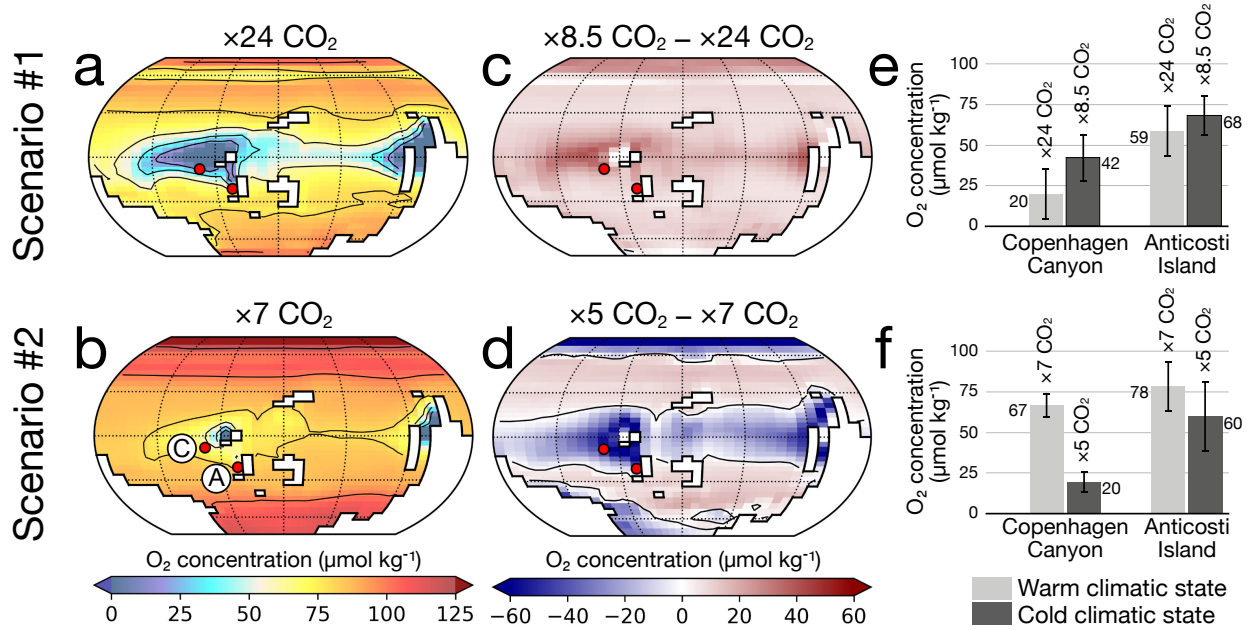 Scenario #1
a
×24 CO₂
c
×8.5 CO₂ – ×24 CO₂
e
O₂ concentration
(µmol kg⁻¹)
100
75
50
25
0
×24 CO₂
×8.5 CO₂
×24 CO₂
×8.5 CO₂
20
42
59
68
Copenhagen
Canyon
Anticosti
Island
Scenario #2
b
×7 CO₂
C
A
d
×5 CO₂ – ×7 CO₂
f
O₂ concentration
(µmol kg⁻¹)
100
75
50
25
0
×7 CO₂
×5 CO₂
×7 CO₂
×5 CO₂
67
20
78
60
Copenhagen
Canyon
Anticosti
Island
O₂ concentration (µmol kg⁻¹)
0 25 50 75 100 125
O₂ concentration (µmol kg⁻¹)
−60 −40 −20 0 20 40 60
Warm climatic state
Cold climatic state